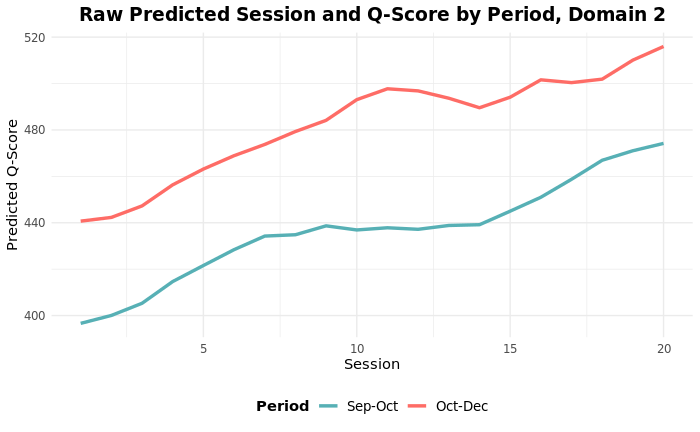 Raw Predicted Session and Q-Score by Period, Domain 2
Predicted Q-Score
520
480
440
400
5 10 15 20
Session
Period Sep-Oct Oct-Dec